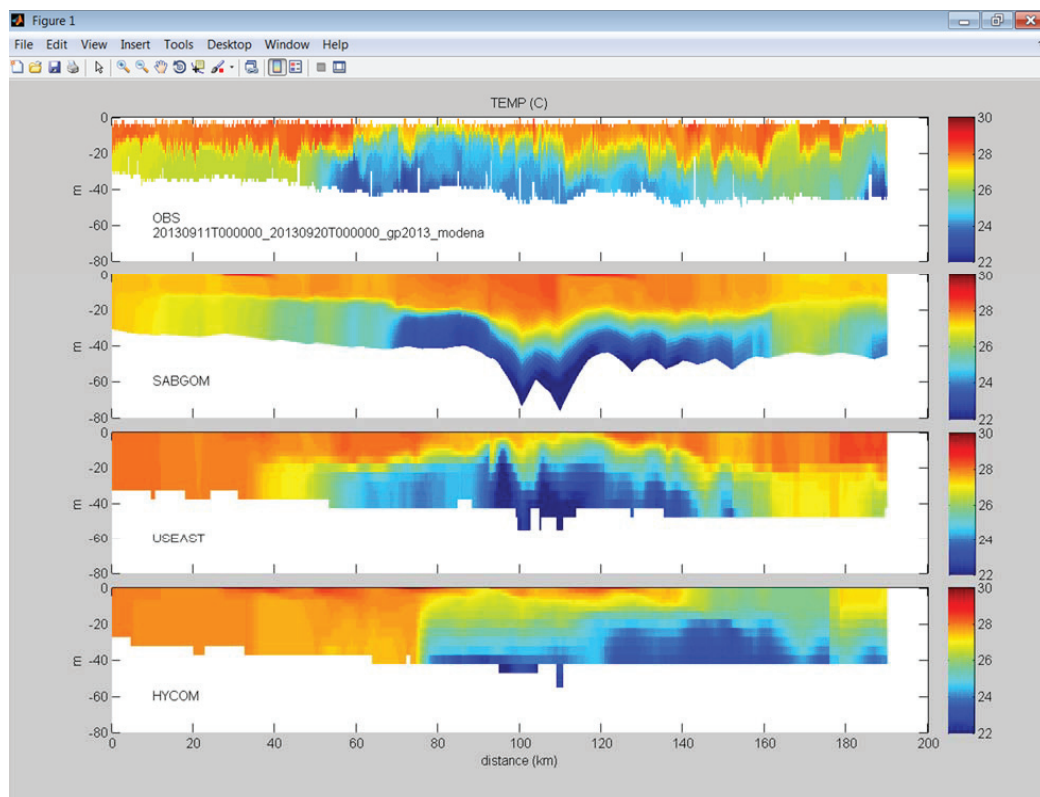 Figure 1
File Edit View Insert Tools Desktop Window Help
TEMP (C)
0
-20
-40
-60
-80
m
OBS
20130911T000000_20130920T000000_gp2013_modena
30
28
26
24
22
0
-20
-40
-60
-80
m
SABGOM
30
28
26
24
22
0
-20
-40
-60
-80
m
USEAST
30
28
26
24
22
0
-20
-40
-60
-80
m
HYCOM
30
28
26
24
22
0 20 40 60 80 100 120 140 160 180 200
distance (km)